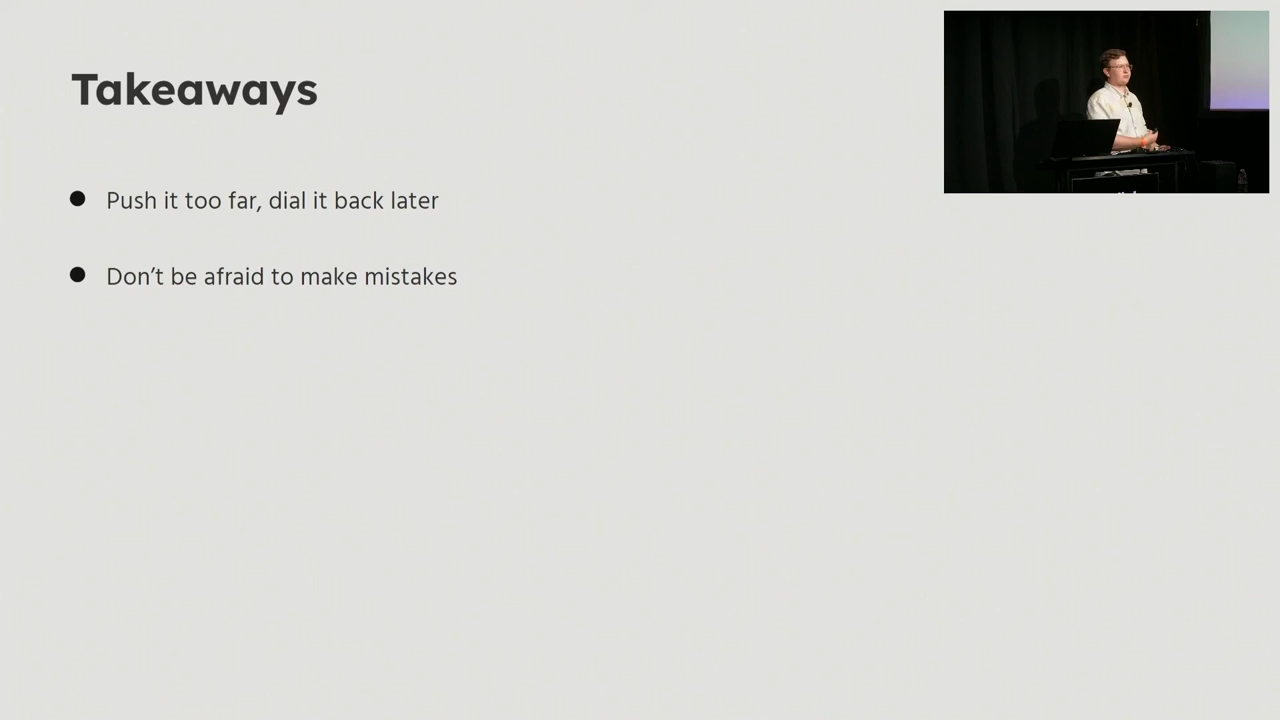 Takeaways
Push it too far, dial it back later
Don’t be afraid to make mistakes